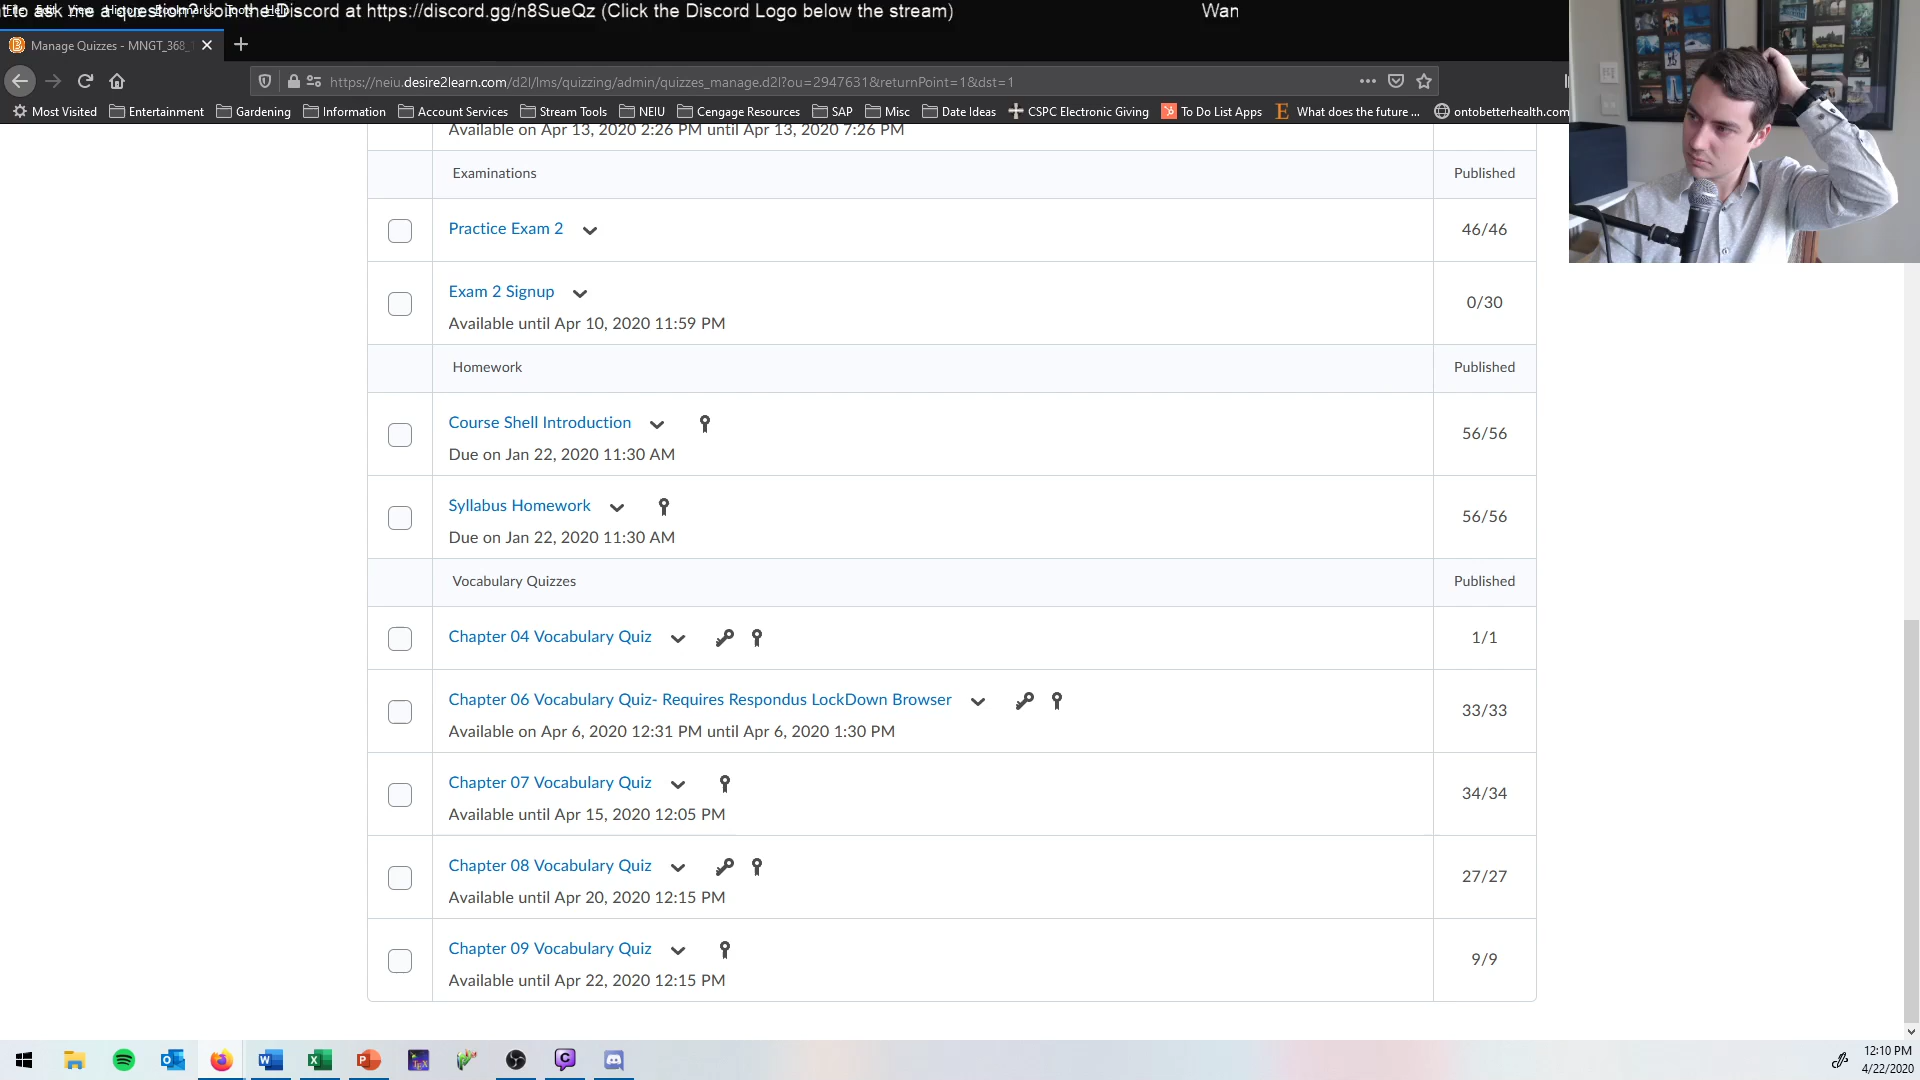 nt to ask me a question? Join the Discord at https://discord.gg/n8SueQz (Click the Discord Logo below the stream) Wan
File Edit View History Bookmarks Tools Help
Manage Quizzes - MNGT_368_
https://neiu.desire2learn.com/d2l/lms/quizzing/admin/quizzes_manage.d2l?ou=2947631&returnPoint=1&dst=1
Most Visited Entertainment Gardening Information Account Services Stream Tools NEIU Cengage Resources SAP Misc Date Ideas CSPC Electronic Giving To Do List Apps What does the future ... ontobetterhealth.com
Available on Apr 13, 2020 2:26 PM until Apr 13, 2020 7:26 PM
Examinations Published
Practice Exam 2 46/46
Exam 2 Signup 0/30
Available until Apr 10, 2020 11:59 PM
Homework Published
Course Shell Introduction 56/56
Due on Jan 22, 2020 11:30 AM
Syllabus Homework 56/56
Due on Jan 22, 2020 11:30 AM
Vocabulary Quizzes Published
Chapter 04 Vocabulary Quiz 1/1
Chapter 06 Vocabulary Quiz- Requires Respondus LockDown Browser 33/33
Available on Apr 6, 2020 12:31 PM until Apr 6, 2020 1:30 PM
Chapter 07 Vocabulary Quiz 34/34
Available until Apr 15, 2020 12:05 PM
Chapter 08 Vocabulary Quiz 27/27
Available until Apr 20, 2020 12:15 PM
Chapter 09 Vocabulary Quiz 9/9
Available until Apr 22, 2020 12:15 PM
12:10 PM
4/22/2020